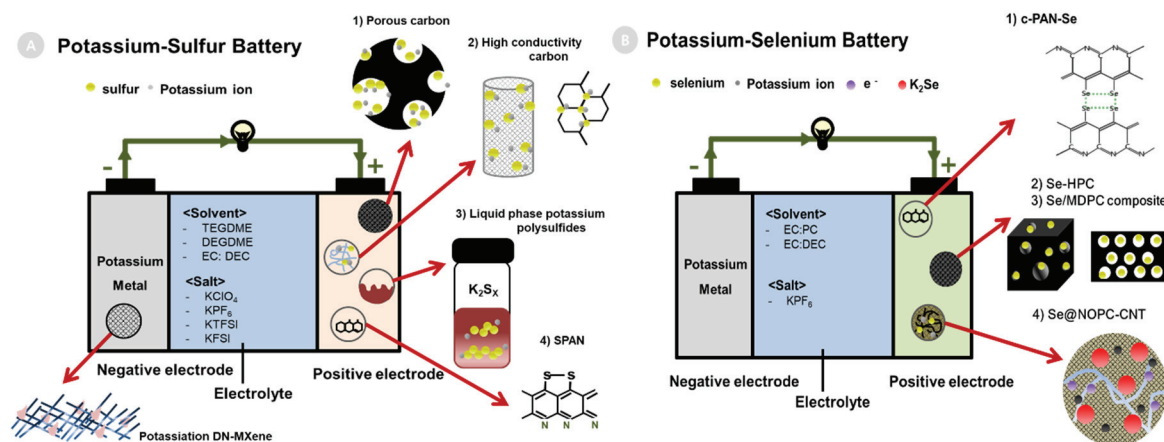 A Potassium-Sulfur Battery
sulfur Potassium ion
1) Porous carbon
2) High conductivity
carbon
-
+
<Solvent>
- TEGDME
- DEGDME
- EC: DEC
<Salt>
- KClO4
- KPF6
- KTFSI
- KFSI
Potassium
Metal
3) Liquid phase potassium
polysulfides
K2SX
4) SPAN
S S
N N N
Negative electrode
Positive electrode
Electrolyte
Potassiation DN-MXene
B Potassium-Selenium Battery
selenium Potassium ion e - K2Se
1) c-PAN-Se
N C N C N
Se Se
Se Se
C N C N C N
-
+
<Solvent>
- EC:PC
- EC:DEC
<Salt>
- KPF6
Potassium
Metal
2) Se-HPC
3) Se/MDPC composite
4) Se@NOPC-CNT
Negative electrode
Positive electrode
Electrolyte